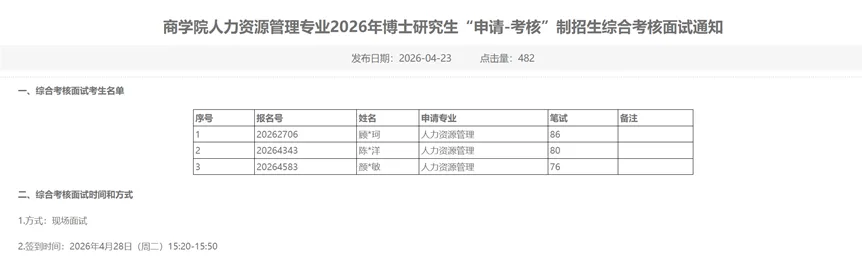 商学院人力资源管理专业2026年博士研究生“申请-考核”制招生综合考核面试通知
发布日期：2026-04-23 点击量：482
一、综合考核面试考生名单
序号 报名号 姓名 申请专业 笔试 备注
1 20262706 顾*珂 人力资源管理 86
2 20264343 陈*洋 人力资源管理 80
3 20264583 颜*敏 人力资源管理 76
二、综合考核面试时间和方式
1.方式：现场面试
2.签到时间：2026年4月28日（周二）15:20-15:50